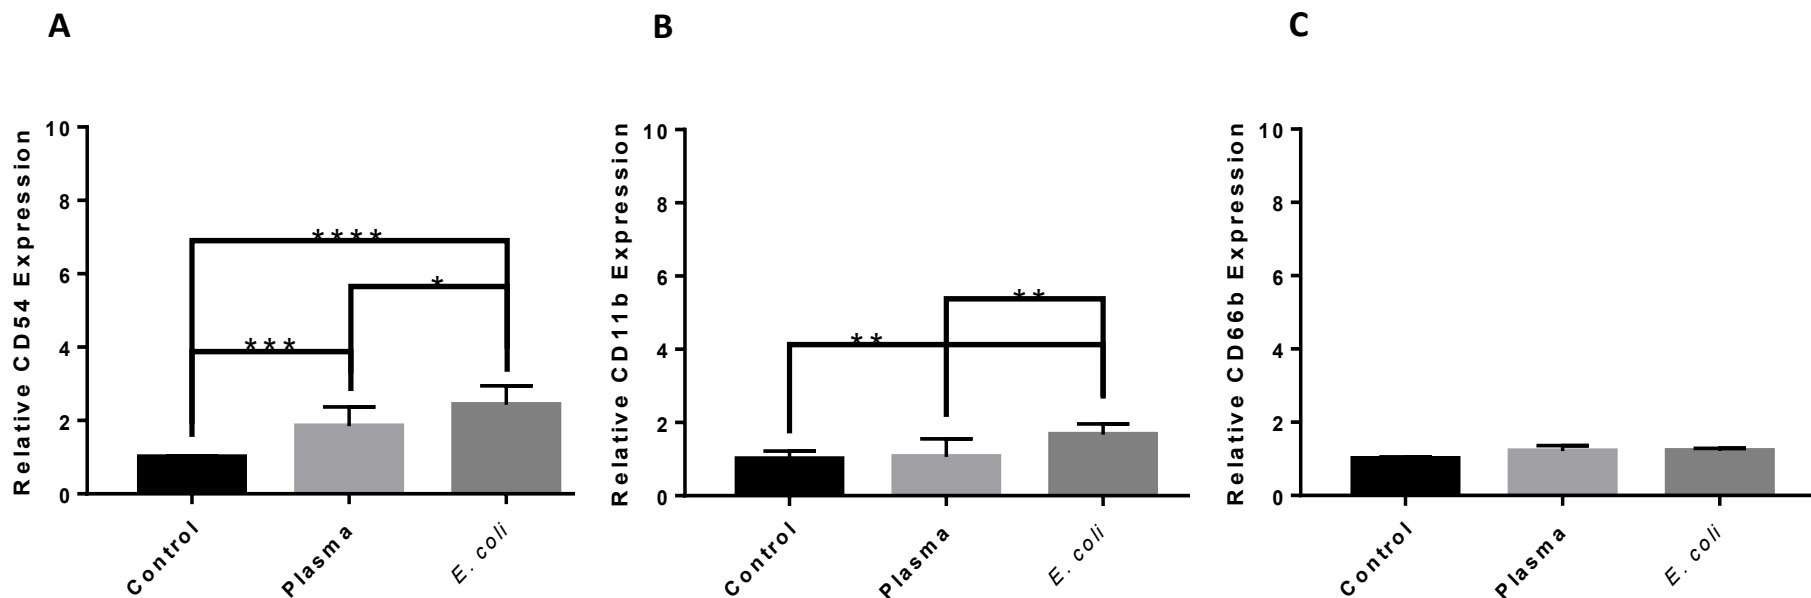 A
B
C
Relative CD54 Expression
10
8
6
4
2
0
****
*
***
Control
Plasma
E. coli
Relative CD11b Expression
10
8
6
4
2
0
**
**
Control
Plasma
E. coli
Relative CD66b Expression
10
8
6
4
2
0
Control
Plasma
E. coli